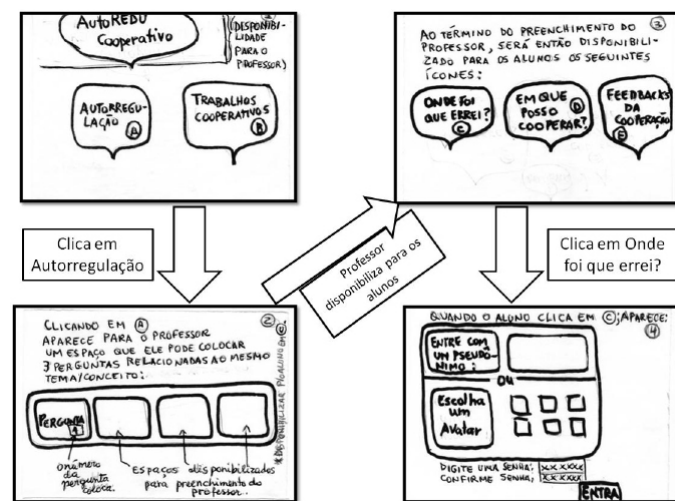 AutoREDU
Cooperativo
(DISPONIBI-
LIDADE
PARA O
PROFESSOR)
AUTORREGU-
LAÇÃO A
TRABALHOS
COOPERATIVOS
B
Clica em
Autorregulação
2
CLICANDO EM A
APARECE PARA O PROFESSOR
UM ESPAÇO QUE ELE PODE COLOCAR
3 PERGUNTAS RELACIONADAS AO MESMO
TEMA/CONCEITO:
PERGUNTA
1
o número
da
pergunta
ESPAÇOS disponibilizados
para preenchimento do
professor.
DISPONIBILIZAR P/ALUNO EM
Professor
disponibiliza para os
alunos
3
AO TÉRMINO DO PREENCHIMENTO DO
PROFESSOR, SERÁ ENTÃO DISPONIBILI-
ZADO PARA OS ALUNOS OS SEGUINTES
ÍCONES:
ONDE FOI
QUE ERREI?
C
EM QUE D
POSSO
COOPERAR?
FEEDBACKS
DA
COOPERAÇÃO
E
Clica em Onde
foi que errei?
QUANDO O ALUNO CLICA EM C; APARECE:
4
ENTRE COM
UM PSEUDÔ-
NIMO:
OU
Escolha
um
Avatar
DIGITE UMA SENHA: XXXXXX
CONFIRME SENHA: XXXXXX
ENTRA